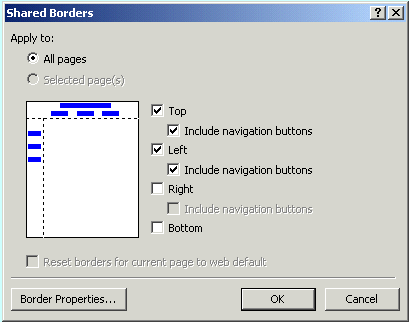 Shared Borders
Apply to:
All pages
Selected page(s)
Top
Include navigation buttons
Left
Include navigation buttons
Right
Include navigation buttons
Bottom
Reset borders for current page to web default
Border Properties...
OK
Cancel